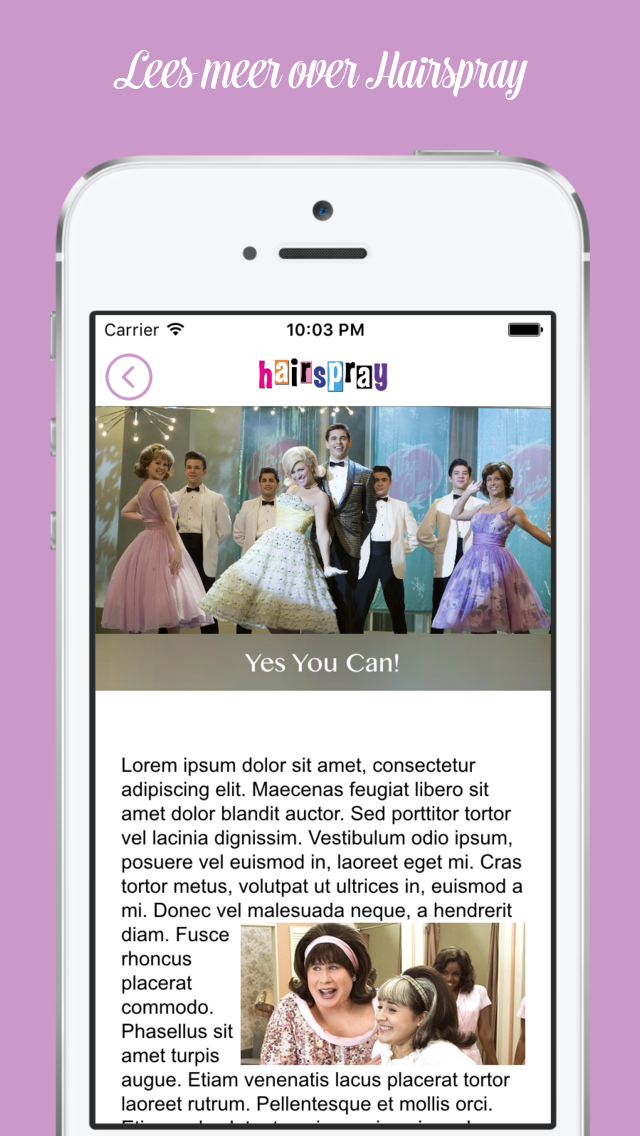 Lees meer over Hairspray
Carrier 10:03 PM
hairspray
Yes You Can!
Lorem ipsum dolor sit amet, consectetur
adipiscing elit. Maecenas feugiat libero sit
amet dolor blandit auctor. Sed porttitor tortor
vel lacinia dignissim. Vestibulum odio ipsum,
posuere vel euismod in, laoreet eget mi. Cras
tortor metus, volutpat ut ultrices in, euismod a
mi. Donec vel malesuada neque, a hendrerit
diam. Fusce
rhoncus
placerat
commodo.
Phasellus sit
amet turpis
augue. Etiam venenatis lacus placerat tortor
laoreet rutrum. Pellentesque et mollis orci.